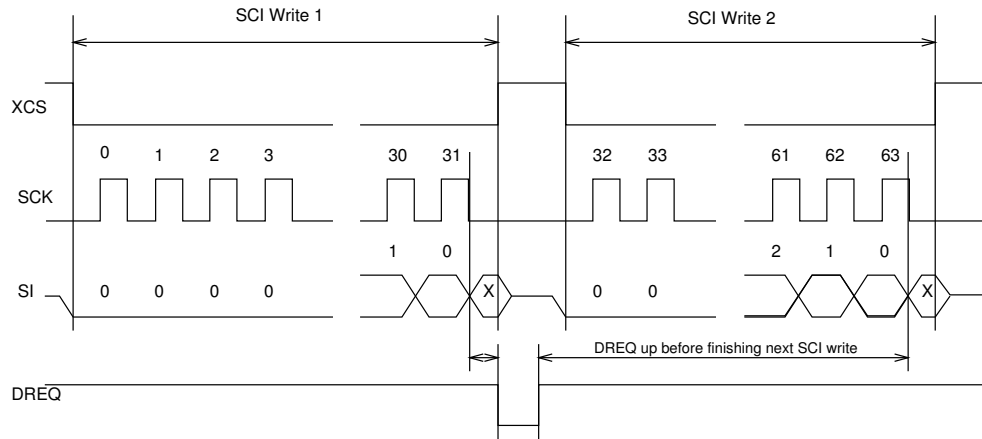 SCI Write 1 SCI Write 2
XCS
0 1 2 3 30 31 32 33 61 62 63
SCK
1 0 2 1 0
SI 0 0 0 0 X 0 0 X
DREQ up before finishing next SCI write
DREQ